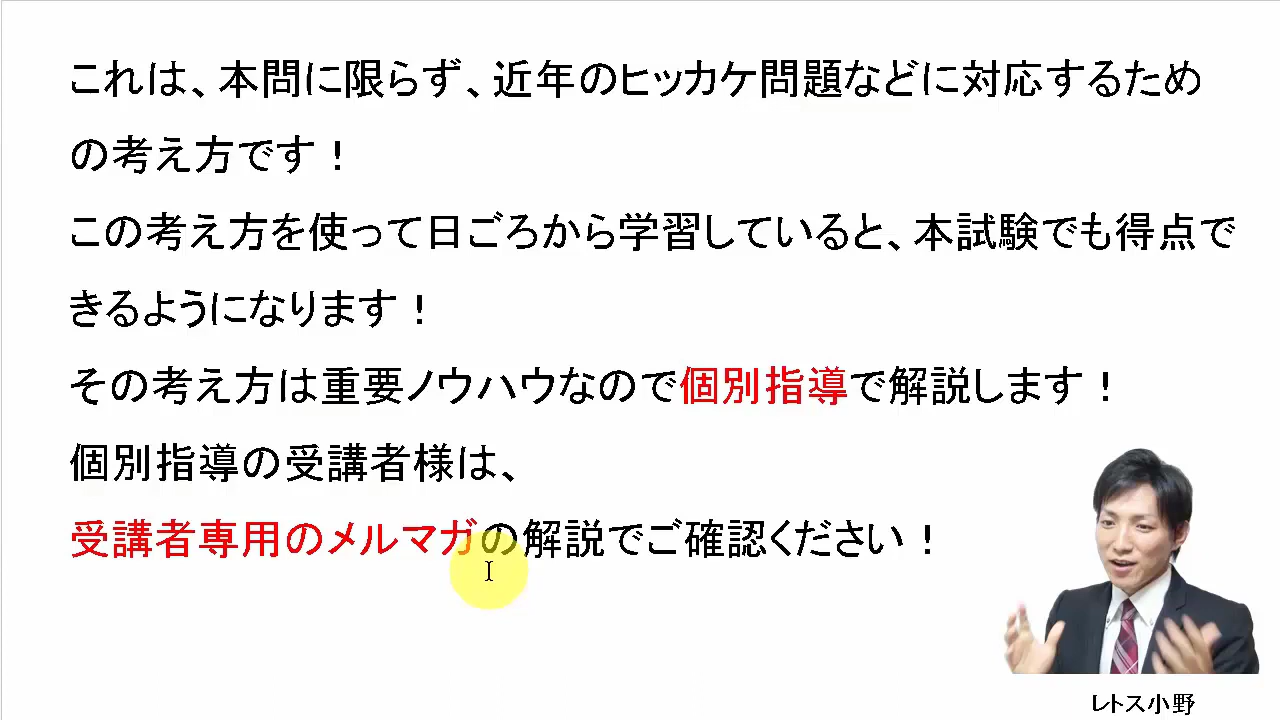 これは、本問に限らず、近年のヒッカケ問題などに対応するため
の考え方です！
この考え方を使って日ごろから学習していると、本試験でも得点で
きるようになります！
その考え方は重要ノウハウなので個別指導で解説します！
個別指導の受講者様は、
受講者専用のメルマガの解説でご確認ください！
レトス小野